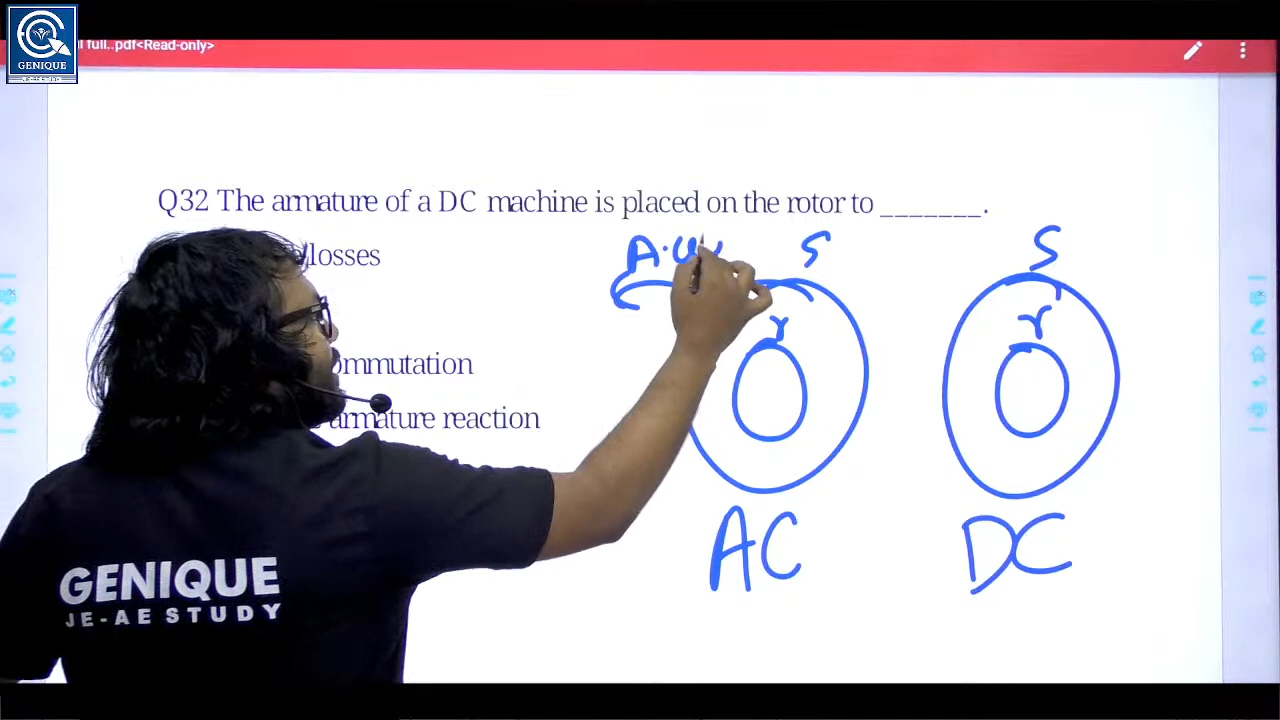 GENIQUE
l full..pdf<Read-only>
Q32 The armature of a DC machine is placed on the rotor to _______.
losses
ommutation
armature reaction
S
S
r
r
AC
DC
GENIQUE
JE-AE STUDY